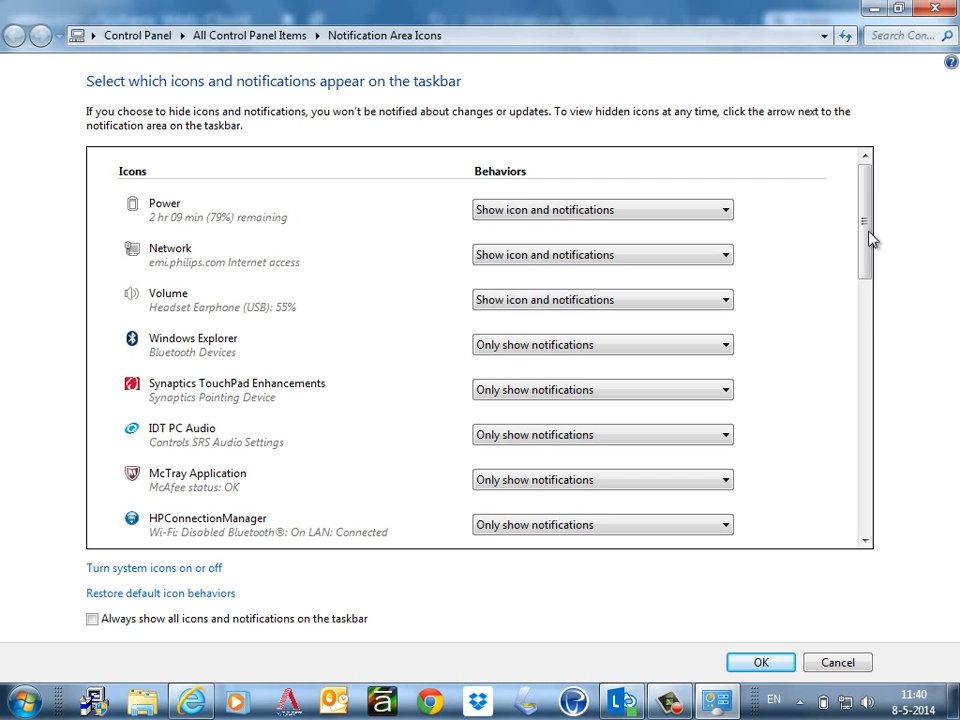 Control Panel ▸ All Control Panel Items ▸ Notification Area Icons
Search Con...
Select which icons and notifications appear on the taskbar
If you choose to hide icons and notifications, you won't be notified about changes or updates. To view hidden icons at any time, click the arrow next to the
notification area on the taskbar.
Icons Behaviors
Power
2 hr 09 min (79%) remaining
Show icon and notifications
Network
emi.philips.com Internet access
Show icon and notifications
Volume
Headset Earphone (USB): 55%
Show icon and notifications
Windows Explorer
Bluetooth Devices
Only show notifications
Synaptics TouchPad Enhancements
Synaptics Pointing Device
Only show notifications
IDT PC Audio
Controls SRS Audio Settings
Only show notifications
McTray Application
McAfee status: OK
Only show notifications
HPConnectionManager
Wi-Fi: Disabled Bluetooth®: On LAN: Connected
Only show notifications
Turn system icons on or off
Restore default icon behaviors
Always show all icons and notifications on the taskbar
OK Cancel
EN
11:40
8-5-2014